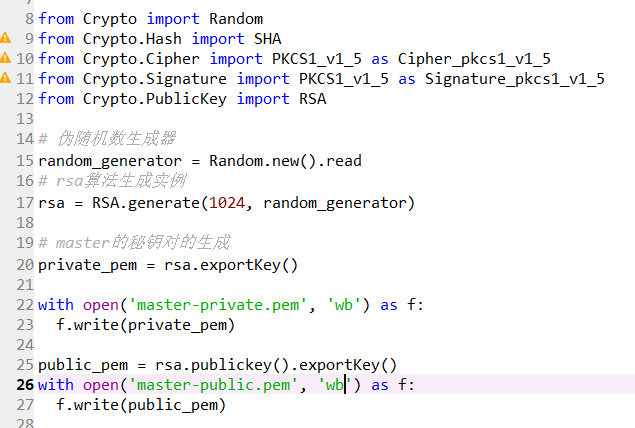 8 from Crypto import Random
9 from Crypto.Hash import SHA
10 from Crypto.Cipher import PKCS1_v1_5 as Cipher_pkcs1_v1_5
11 from Crypto.Signature import PKCS1_v1_5 as Signature_pkcs1_v1_5
12 from Crypto.PublicKey import RSA
13
14 # 伪随机数生成器
15 random_generator = Random.new().read
16 # rsa算法生成实例
17 rsa = RSA.generate(1024, random_generator)
18
19 # master的秘钥对的生成
20 private_pem = rsa.exportKey()
21
22 with open('master-private.pem', 'wb') as f:
23   f.write(private_pem)
24
25 public_pem = rsa.publickey().exportKey()
26 with open('master-public.pem', 'wb') as f:
27   f.write(public_pem)
28